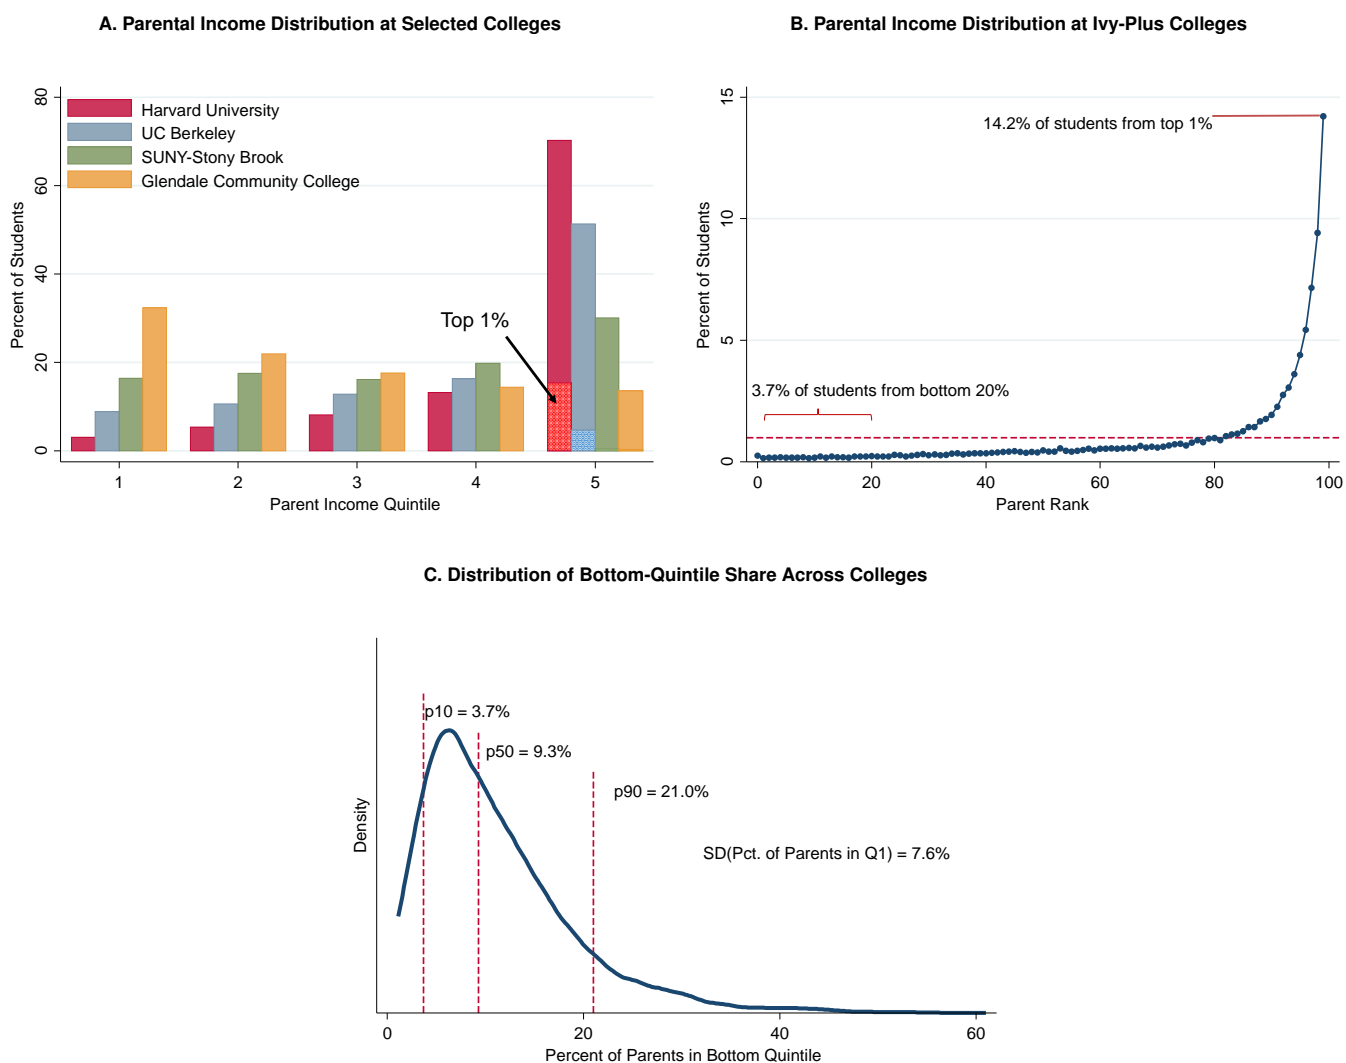 A. Parental Income Distribution at Selected Colleges
Percent of Students
80
60
40
20
0
Harvard University
UC Berkeley
SUNY-Stony Brook
Glendale Community College
Top 1%
1 2 3 4 5
Parent Income Quintile
B. Parental Income Distribution at Ivy-Plus Colleges
Percent of Students
15
10
5
0
14.2% of students from top 1%
3.7% of students from bottom 20%
0 20 40 60 80 100
Parent Rank
C. Distribution of Bottom-Quintile Share Across Colleges
Density
p10 = 3.7%
p50 = 9.3%
p90 = 21.0%
SD(Pct. of Parents in Q1) = 7.6%
0 20 40 60
Percent of Parents in Bottom Quintile